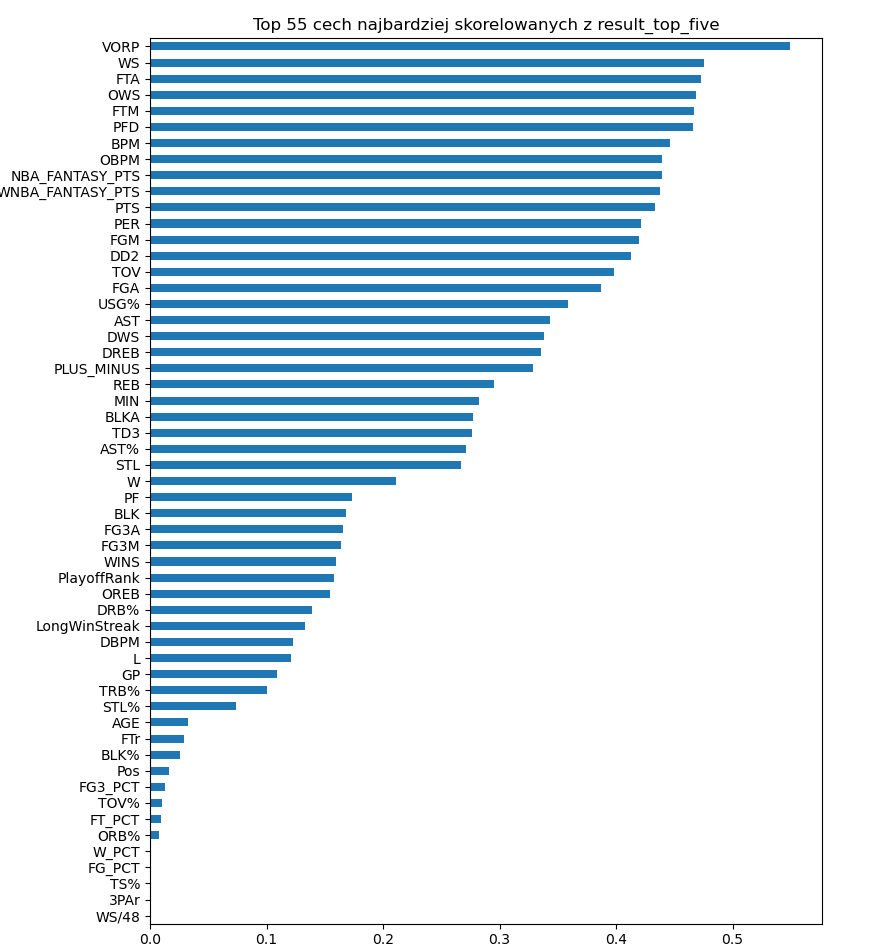 Top 55 cech najbardziej skorelowanych z result_top_five
VORP
WS
FTA
OWS
FTM
PFD
BPM
OBPM
NBA_FANTASY_PTS
WNBA_FANTASY_PTS
PTS
PER
FGM
DD2
TOV
FGA
USG%
AST
DWS
DREB
PLUS_MINUS
REB
MIN
BLKA
TD3
AST%
STL
W
PF
BLK
FG3A
FG3M
WINS
PlayoffRank
OREB
DRB%
LongWinStreak
DBPM
L
GP
TRB%
STL%
AGE
FTr
BLK%
Pos
FG3_PCT
TOV%
FT_PCT
ORB%
W_PCT
FG_PCT
TS%
3PAr
WS/48
0.0 0.1 0.2 0.3 0.4 0.5